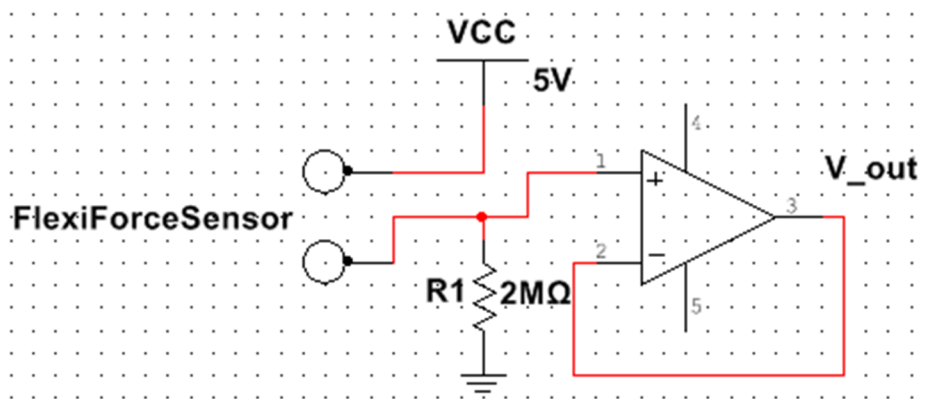 VCC
5V
4
1
+
V_out
3
FlexiForceSensor
2
−
R1
2MΩ
5